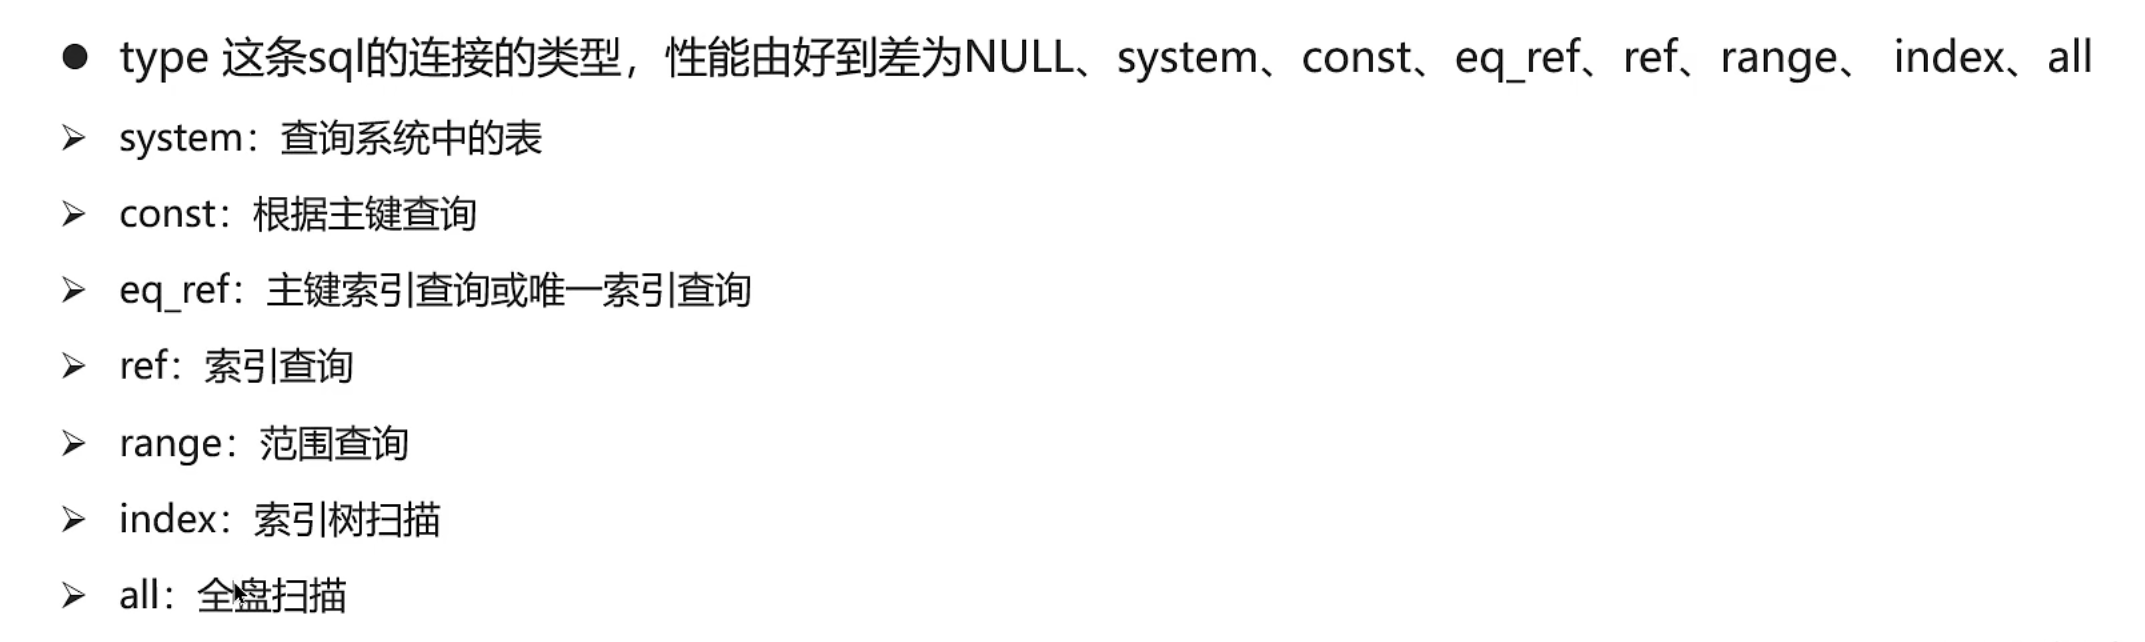 ● type 这条sql的连接的类型，性能由好到差为NULL、system、const、eq_ref、ref、range、 index、all
➢ system：查询系统中的表
➢ const：根据主键查询
➢ eq_ref：主键索引查询或唯一索引查询
➢ ref：索引查询
➢ range：范围查询
➢ index：索引树扫描
➢ all：全盘扫描